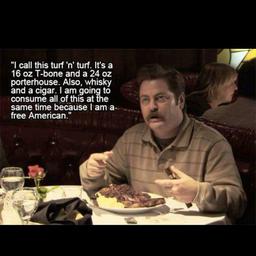 "I call this turf 'n' turf. It's a
16 oz T-bone and a 24 oz
porterhouse. Also, whisky
and a cigar. I am going to
consume all of this at the
same time because I am a
free American."